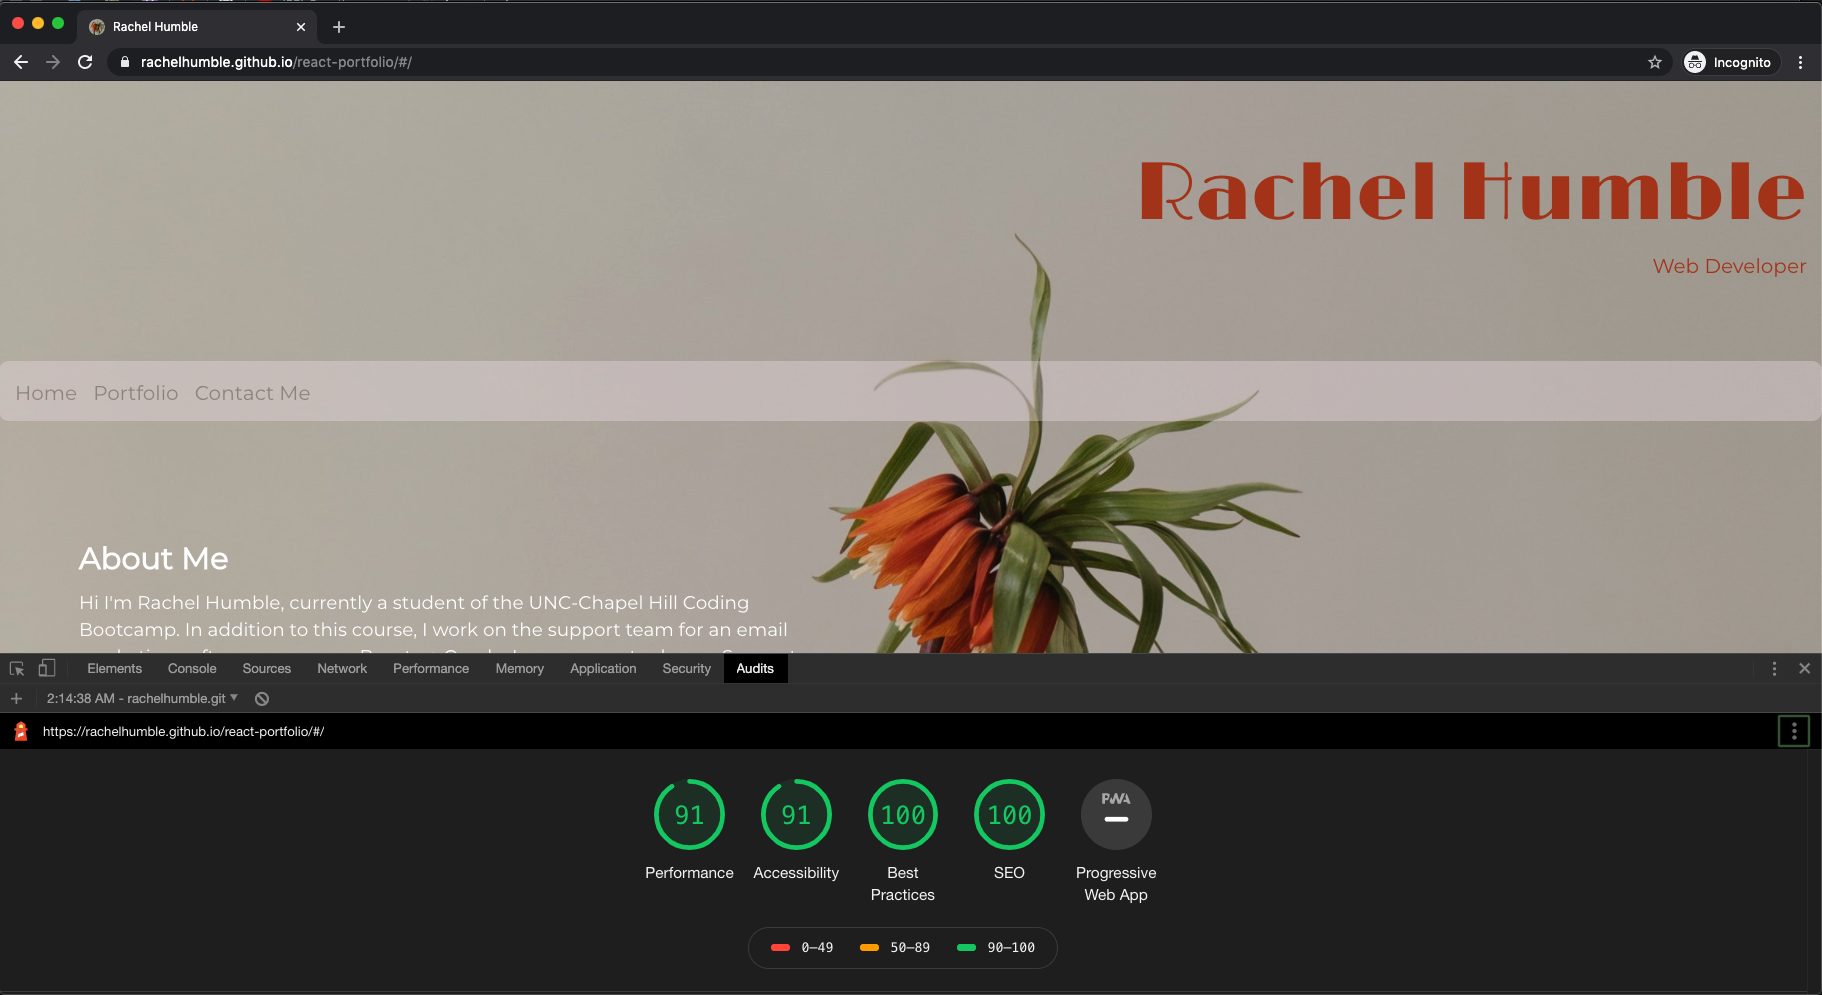 Rachel Humble
rachelhumble.github.io/react-portfolio/#/
Incognito
Rachel Humble
Web Developer
Home Portfolio Contact Me
About Me
Hi I'm Rachel Humble, currently a student of the UNC-Chapel Hill Coding
Bootcamp. In addition to this course, I work on the support team for an email
Elements Console Sources Network Performance Memory Application Security Audits
2:14:38 AM - rachelhumble.git
https://rachelhumble.github.io/react-portfolio/#/
91 91 100 100 PWA
Performance Accessibility Best Practices SEO Progressive Web App
0–49 50–89 90–100